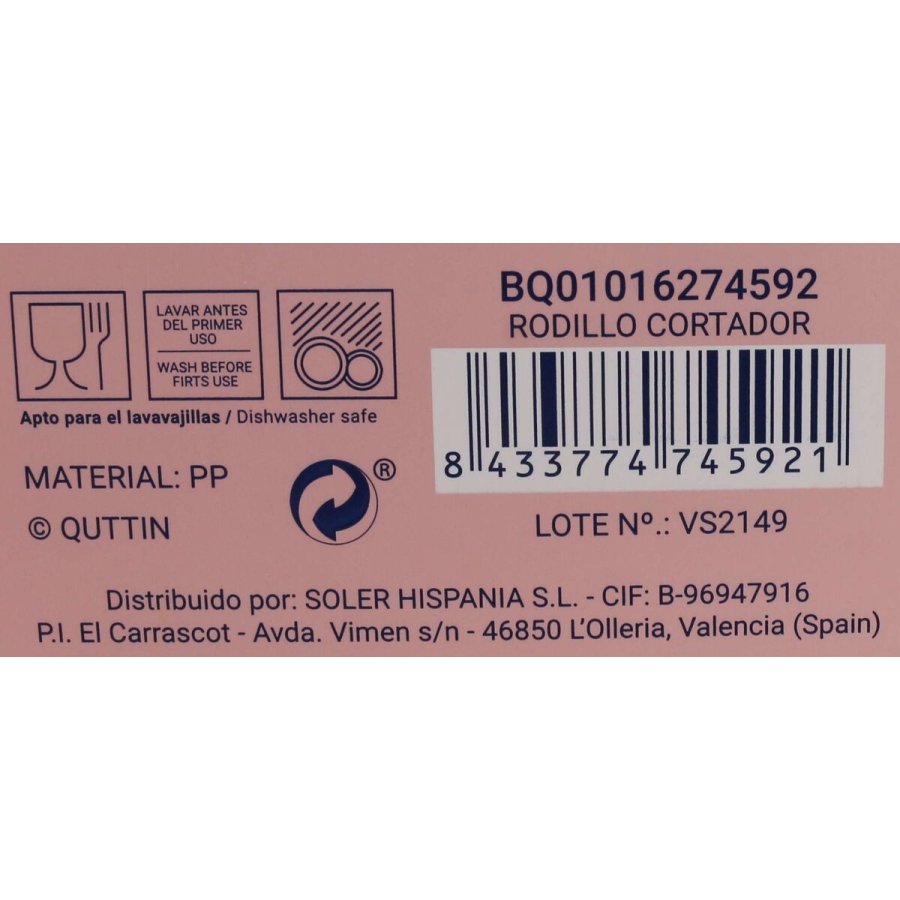 LAVAR ANTES
DEL PRIMER
USO
WASH BEFORE
FIRTS USE
Apto para el lavavajillas / Dishwasher safe
MATERIAL: PP
®
© QUTTIN
BQ01016274592
RODILLO CORTADOR
8 433774 745921
LOTE Nº.: VS2149
Distribuido por: SOLER HISPANIA S.L. - CIF: B-96947916
P.I. El Carrascot - Avda. Vimen s/n - 46850 L’Olleria, Valencia (Spain)